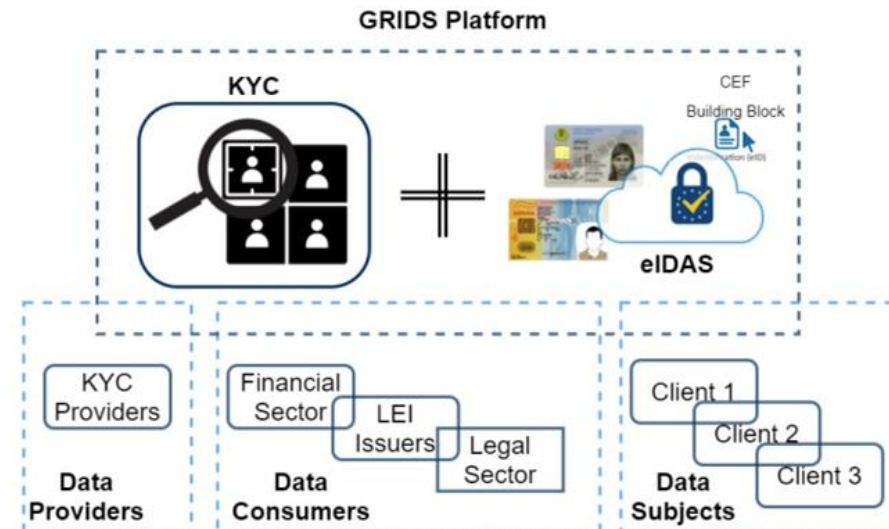 GRIDS Platform
KYC
CEF
Building Block
(eID)
eIDAS
KYC
Providers
Data
Providers
Financial
Sector
LEI
Issuers
Legal
Sector
Data
Consumers
Client 1
Client 2
Client 3
Data
Subjects